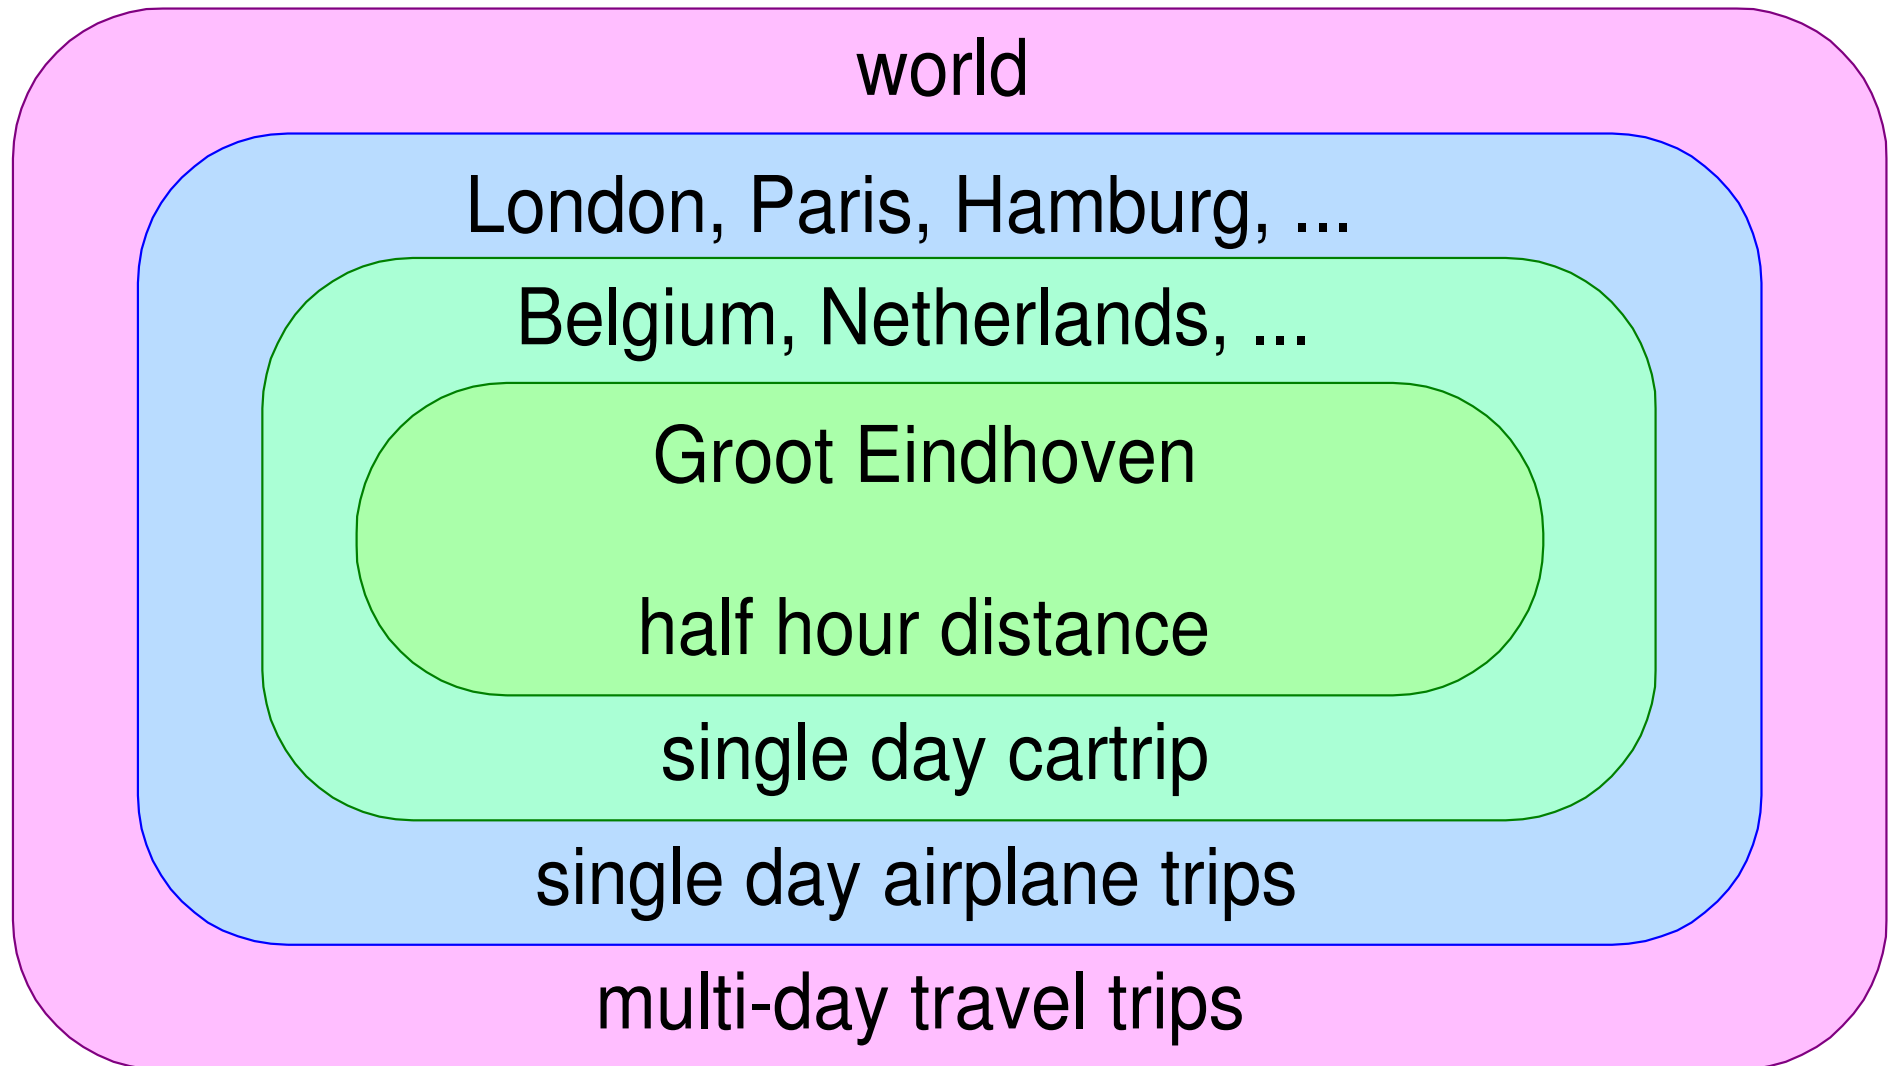 world
London, Paris, Hamburg, ...
Belgium, Netherlands, ...
Groot Eindhoven
half hour distance
single day cartrip
single day airplane trips
multi-day travel trips